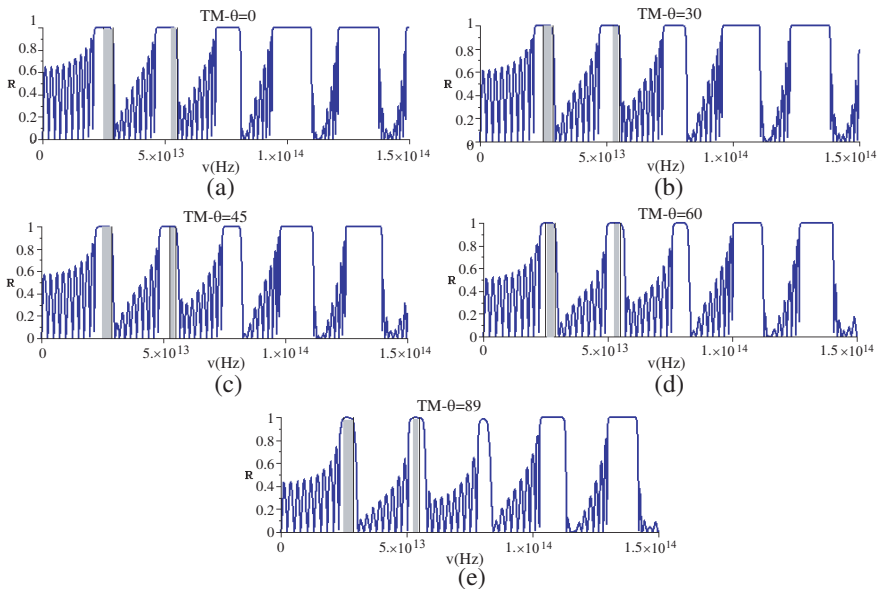 TM-θ=0
1
0.8
0.6
R
0.4
0.2
0
0
5.×10¹³
1.×10¹⁴
1.5×10¹⁴
v(Hz)
(a)
TM-θ=30
1
0.8
0.6
R
0.4
0.2
θ
0
5.×10¹³
1.×10¹⁴
1.5×10¹⁴
v(Hz)
(b)
TM-θ=45
1
0.8
0.6
R
0.4
0.2
0
0
5.×10¹³
1.×10¹⁴
1.5×10¹⁴
v(Hz)
(c)
TM-θ=60
1
0.8
0.6
R
0.4
0.2
0
0
5.×10¹³
1.×10¹⁴
1.5×10¹⁴
v(Hz)
(d)
TM-θ=89
1
0.8
0.6
R
0.4
0.2
0
0
5.×10¹³
1.×10¹⁴
1.5×10¹⁴
v(Hz)
(e)